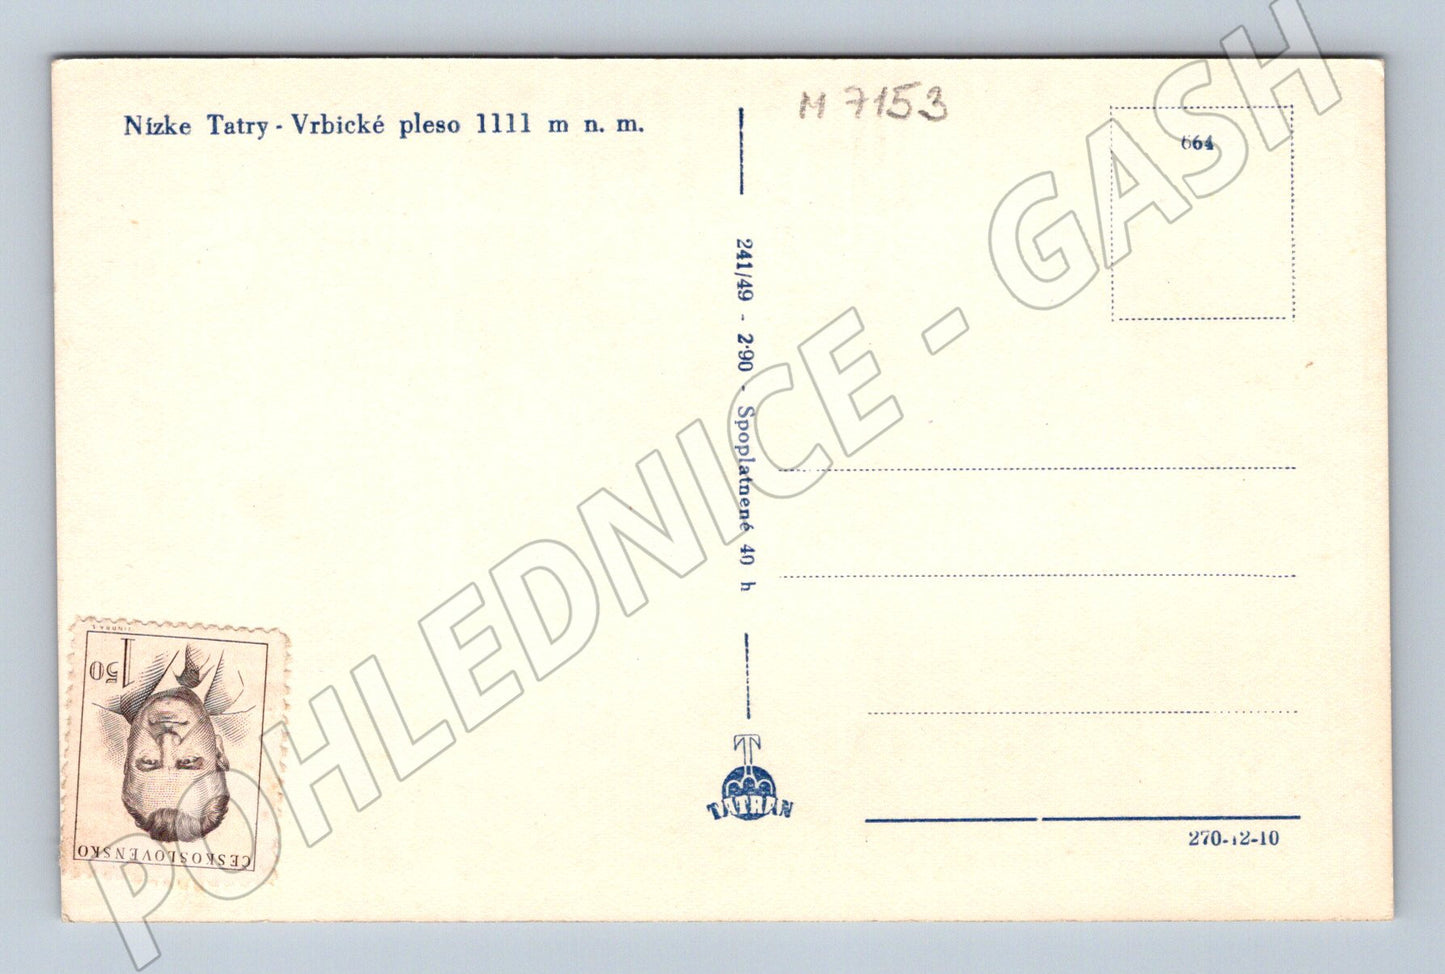 Nízke Tatry - Vrbické pleso 1111 m n. m.
M 7153
664
241/49 - 2·90 - Spoplatnené 40 h
TATRAN
270-12-10
1 50
ČESKOSLOVENSKO
POHLEDNICE - GASH